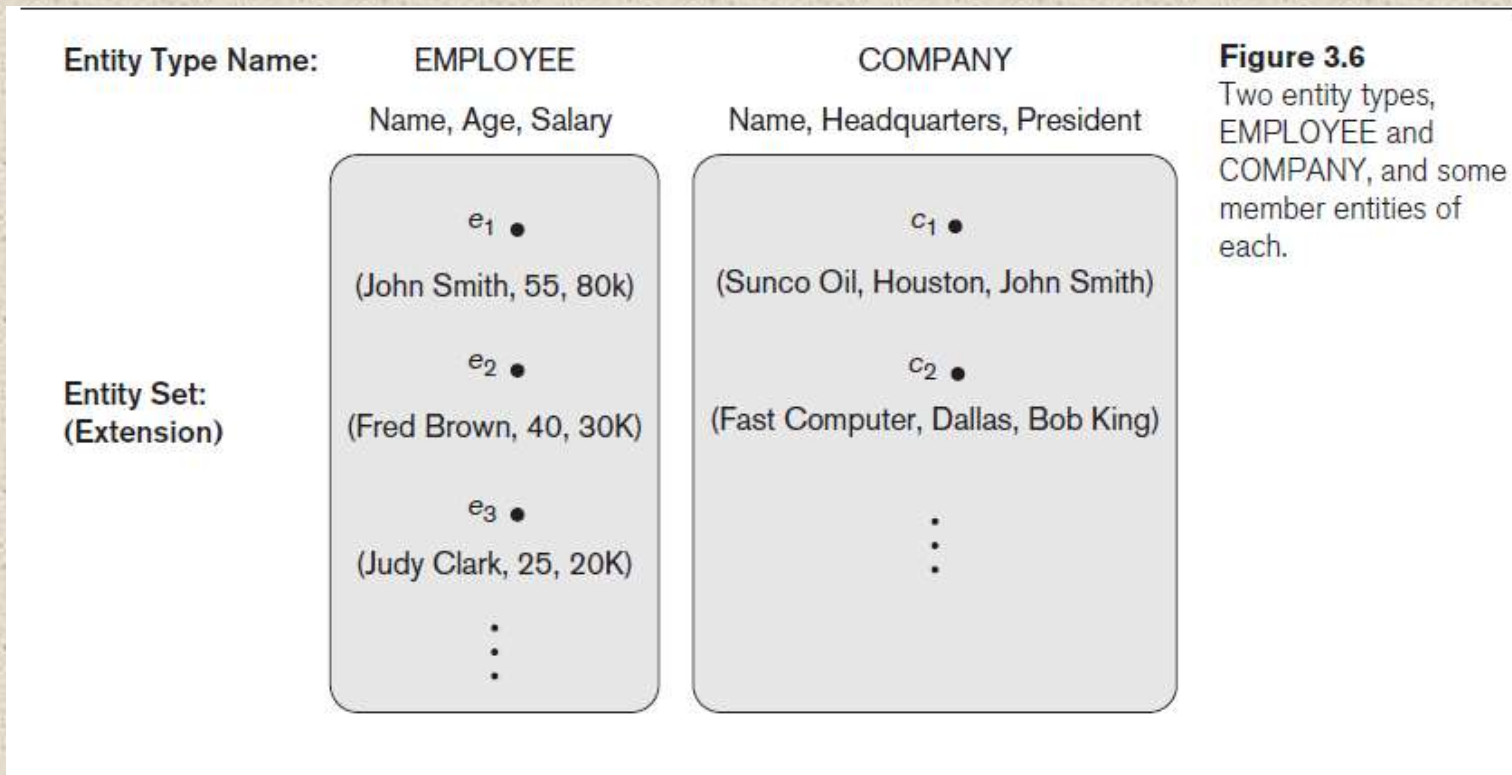 Entity Type Name:
EMPLOYEE
COMPANY
Name, Age, Salary
Name, Headquarters, President
e1
(John Smith, 55, 80k)
e2
(Fred Brown, 40, 30K)
e3
(Judy Clark, 25, 20K)
c1
(Sunco Oil, Houston, John Smith)
c2
(Fast Computer, Dallas, Bob King)
Entity Set:
(Extension)
Figure 3.6
Two entity types,
EMPLOYEE and
COMPANY, and some
member entities of
each.